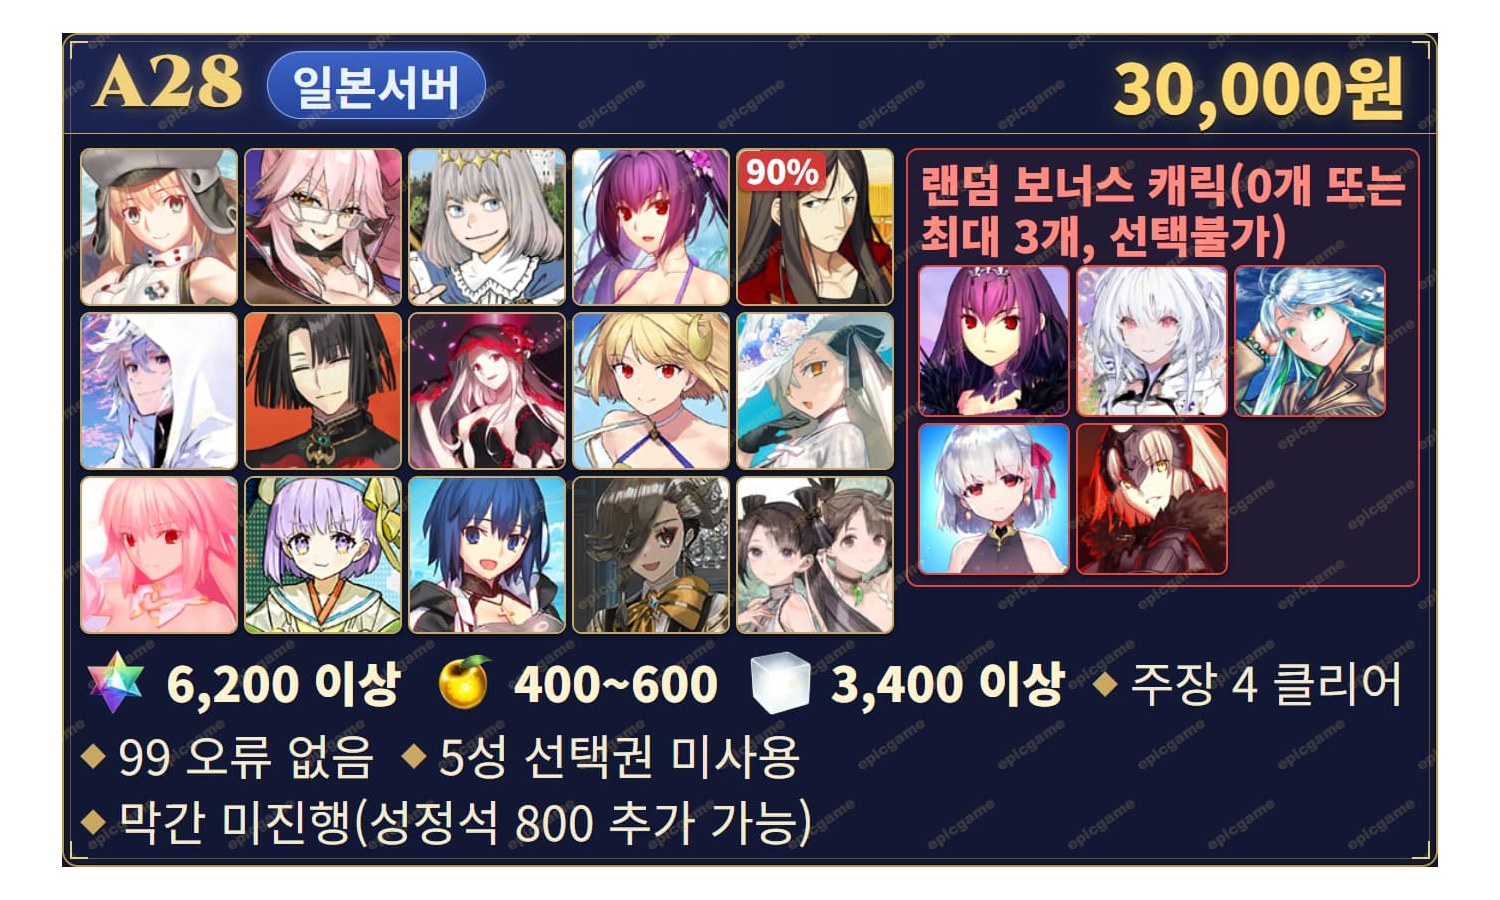 A28 일본서버 30,000원
90%
랜덤 보너스 캐릭(0개 또는
최대 3개, 선택불가)
6,200 이상 400~600 3,400 이상 ◆ 주장 4 클리어
◆ 99 오류 없음 ◆ 5성 선택권 미사용
◆ 막간 미진행(성정석 800 추가 가능)
epicgame